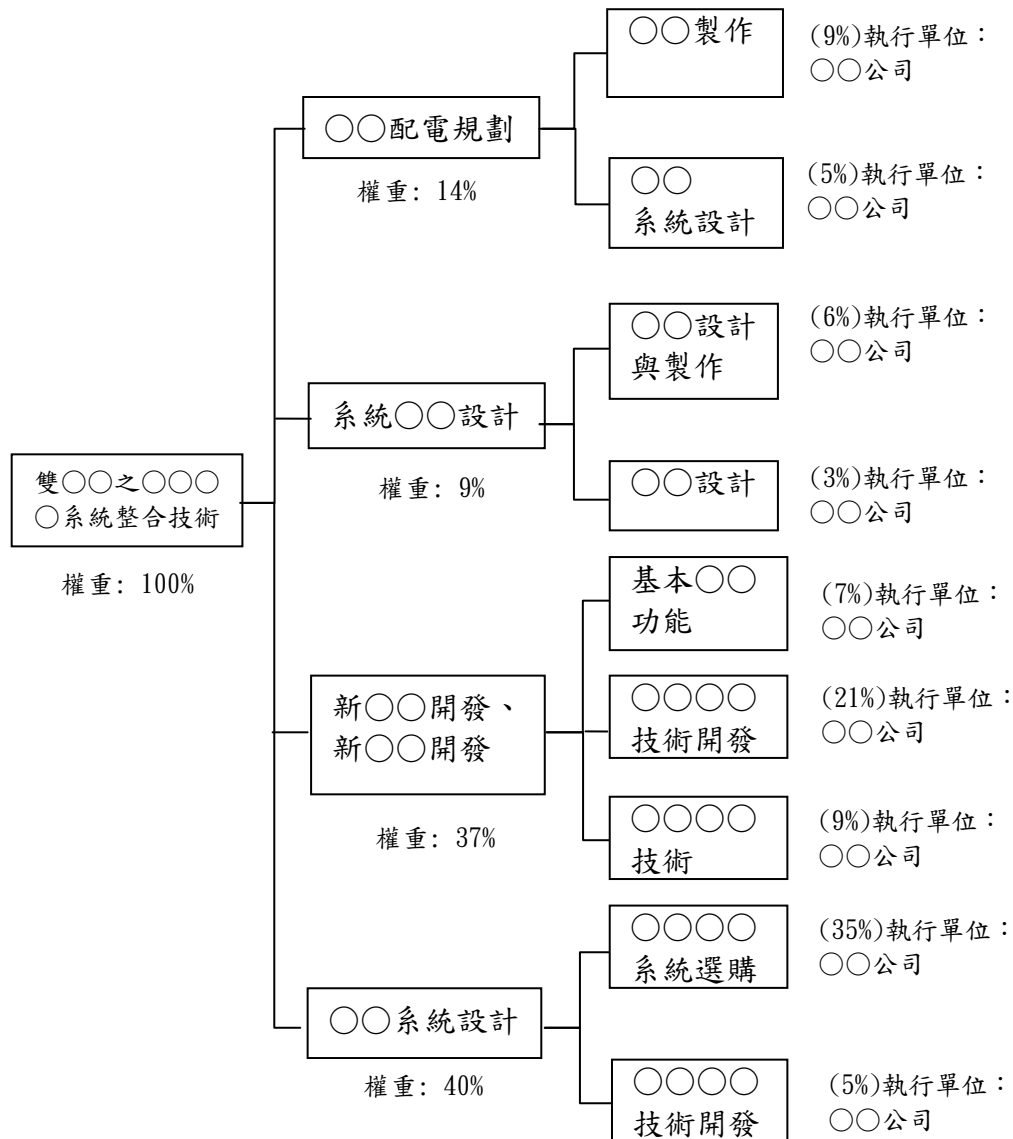 雙○○之○○○
○系統整合技術
權重: 100%
○○配電規劃
權重: 14%
○○製作
(9%)執行單位：
○○公司
○○
系統設計
(5%)執行單位：
○○公司
系統○○設計
權重: 9%
○○設計
與製作
(6%)執行單位：
○○公司
○○設計
(3%)執行單位：
○○公司
新○○開發、
新○○開發
權重: 37%
基本○○
功能
(7%)執行單位：
○○公司
○○○○
技術開發
(21%)執行單位：
○○公司
○○○○
技術
(9%)執行單位：
○○公司
○○系統設計
權重: 40%
○○○○
系統選購
(35%)執行單位：
○○公司
○○○○
技術開發
(5%)執行單位：
○○公司